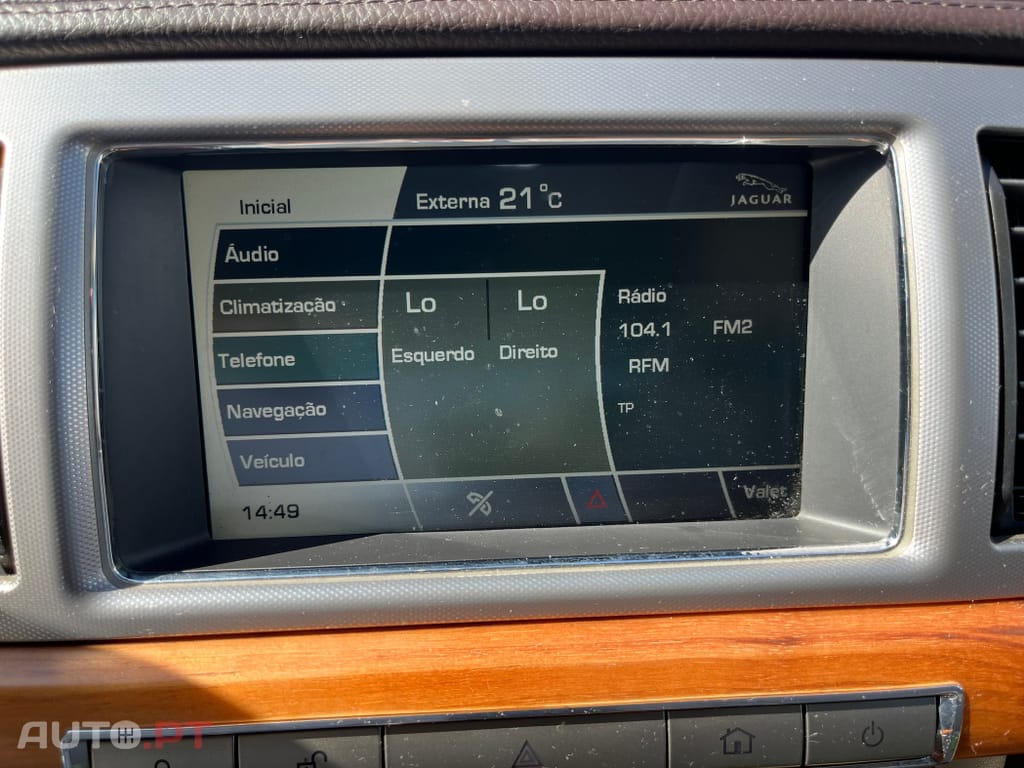 Inicial
Externa 21°C
JAGUAR
Áudio
Climatização
Telefone
Navegação
Veículo
14:49
Lo Lo
Esquerdo Direito
Rádio
104.1 FM2
RFM
TP
Valet
AUTO.PT